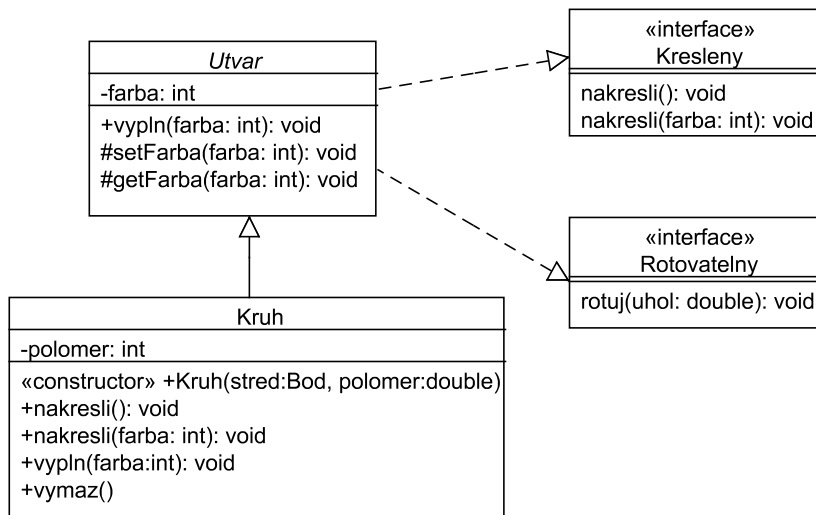 Utvar
-farba: int
+vypln(farba: int): void
#setFarba(farba: int): void
#getFarba(farba: int): void
«interface»
Kresleny
nakresli(): void
nakresli(farba: int): void
«interface»
Rotovatelny
rotuj(uhol: double): void
Kruh
-polomer: int
«constructor» +Kruh(stred:Bod, polomer:double)
+nakresli(): void
+nakresli(farba: int): void
+vypln(farba:int): void
+vymaz()